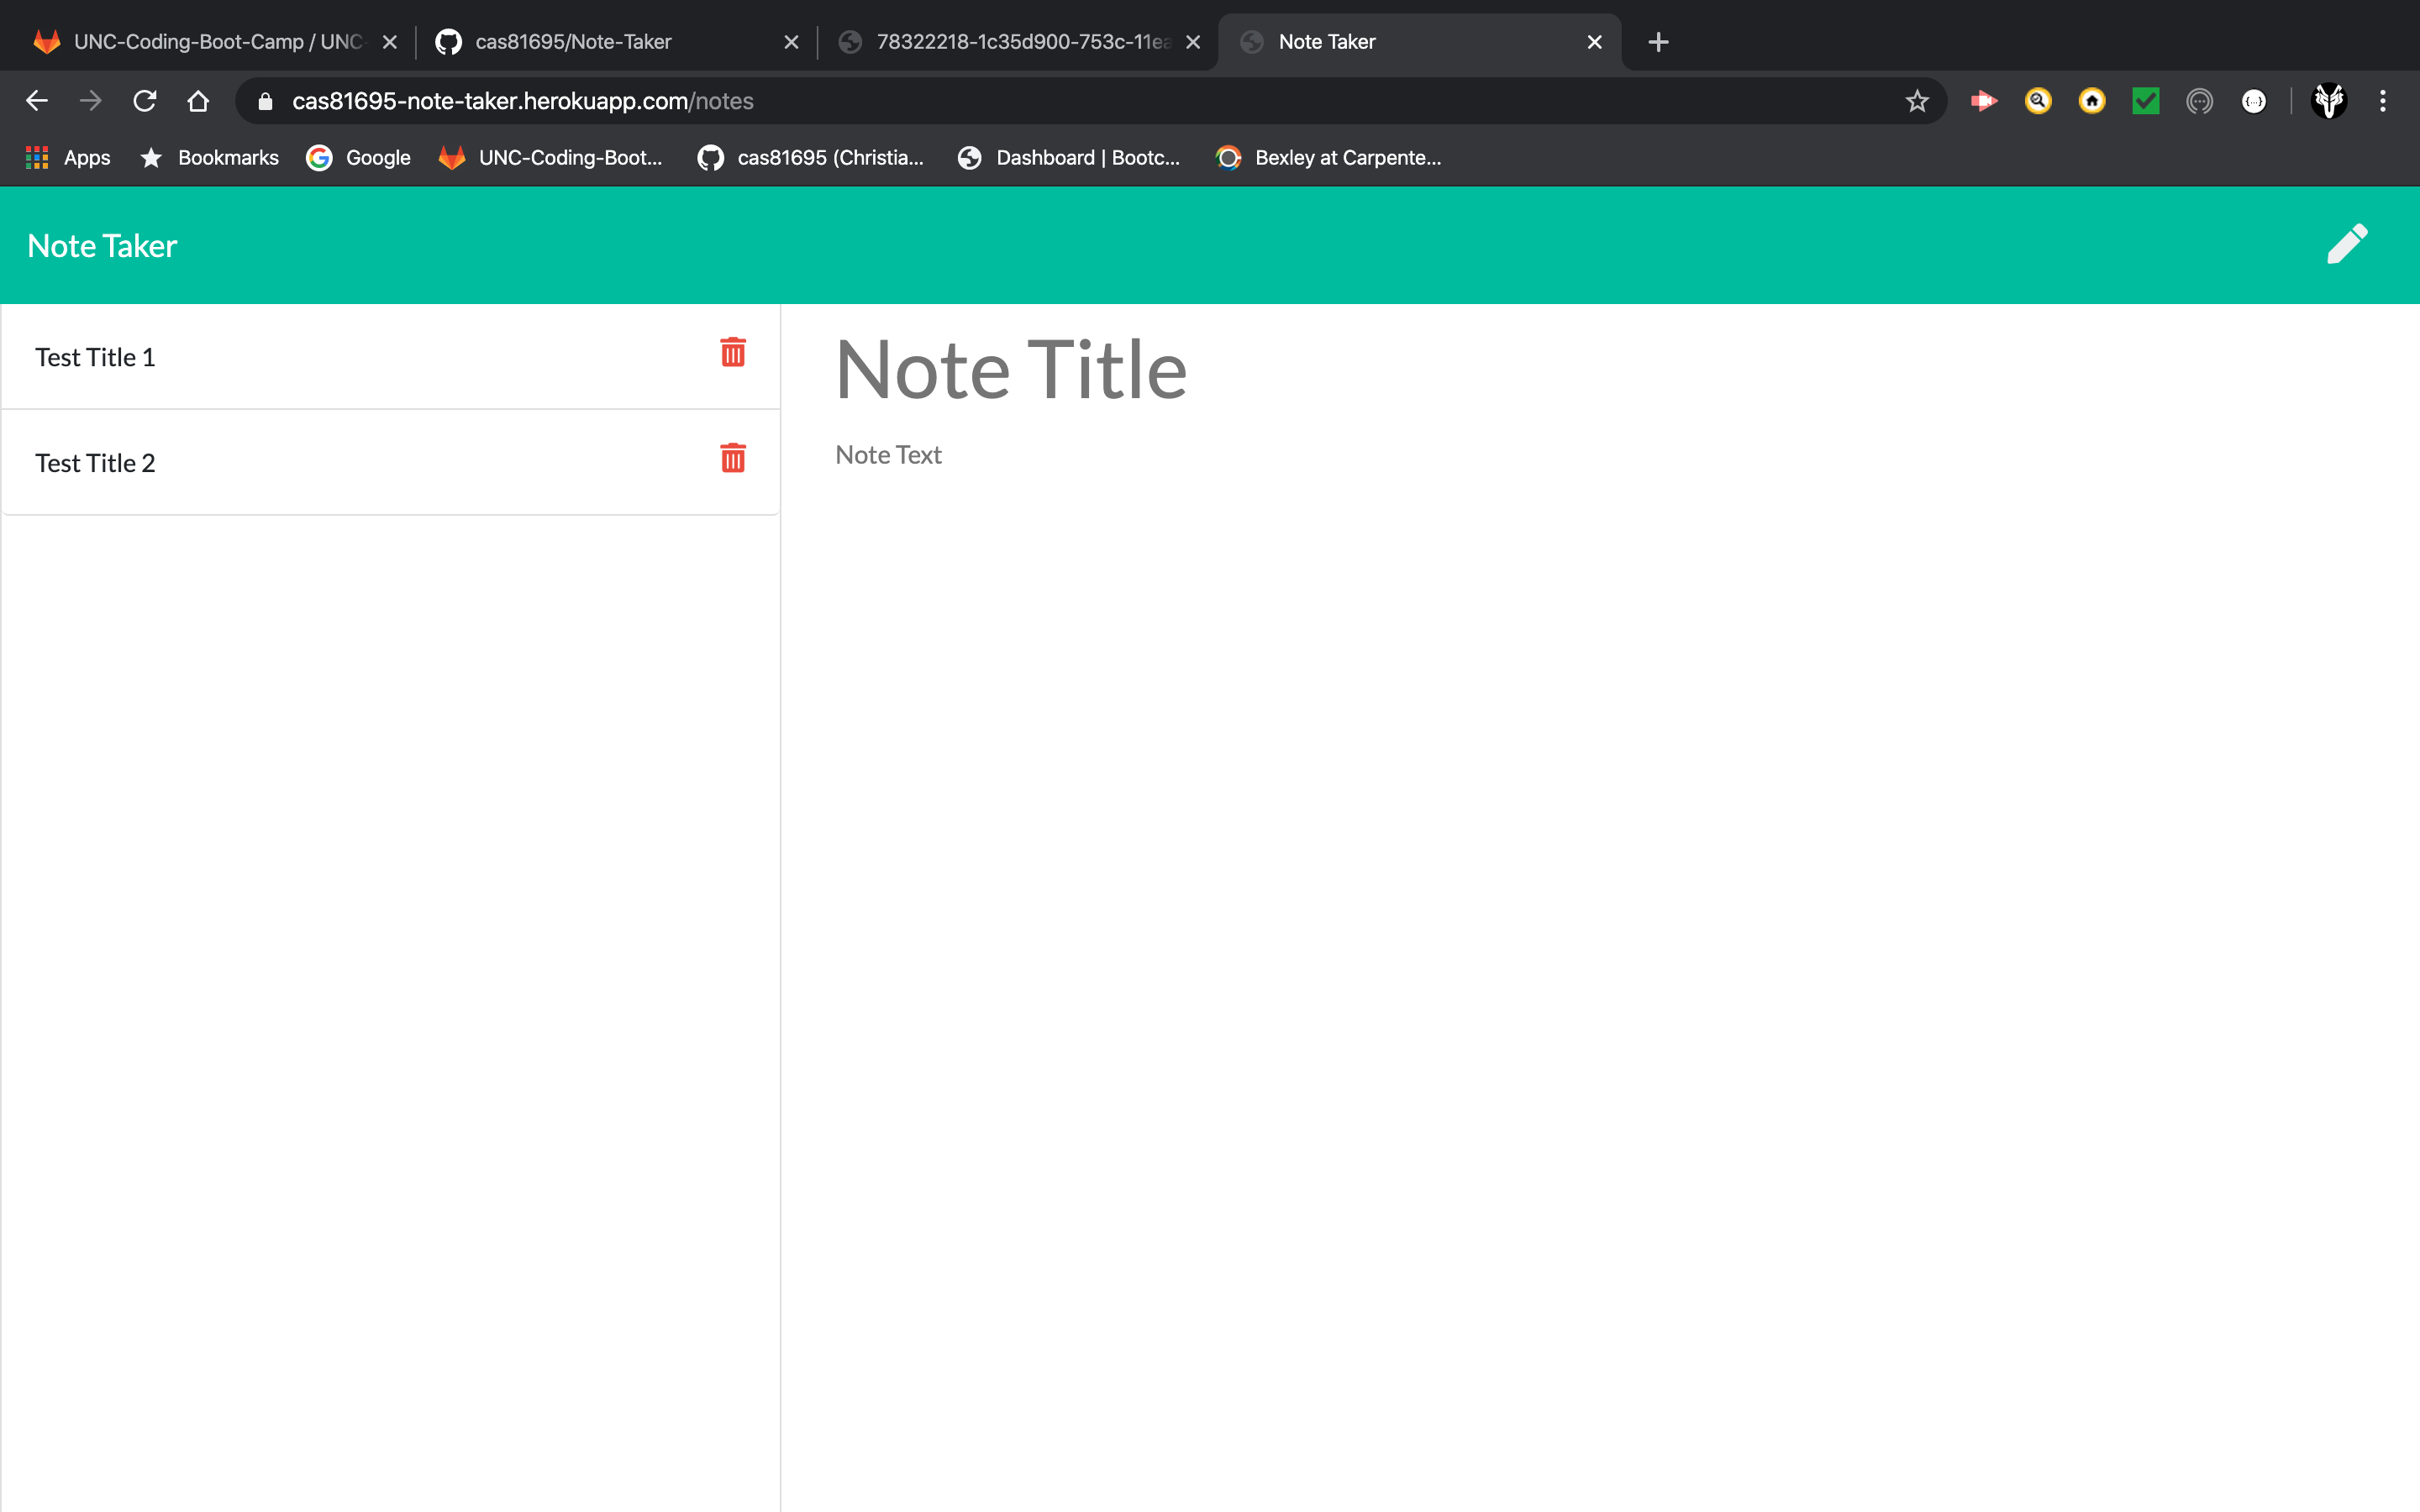 UNC-Coding-Boot-Camp / UNC-
cas81695/Note-Taker
78322218-1c35d900-753c-11ea
Note Taker
cas81695-note-taker.herokuapp.com/notes
Apps
Bookmarks
Google
UNC-Coding-Boot...
cas81695 (Christia...
Dashboard | Bootc...
Bexley at Carpente...
Note Taker
Test Title 1
Test Title 2
Note Title
Note Text